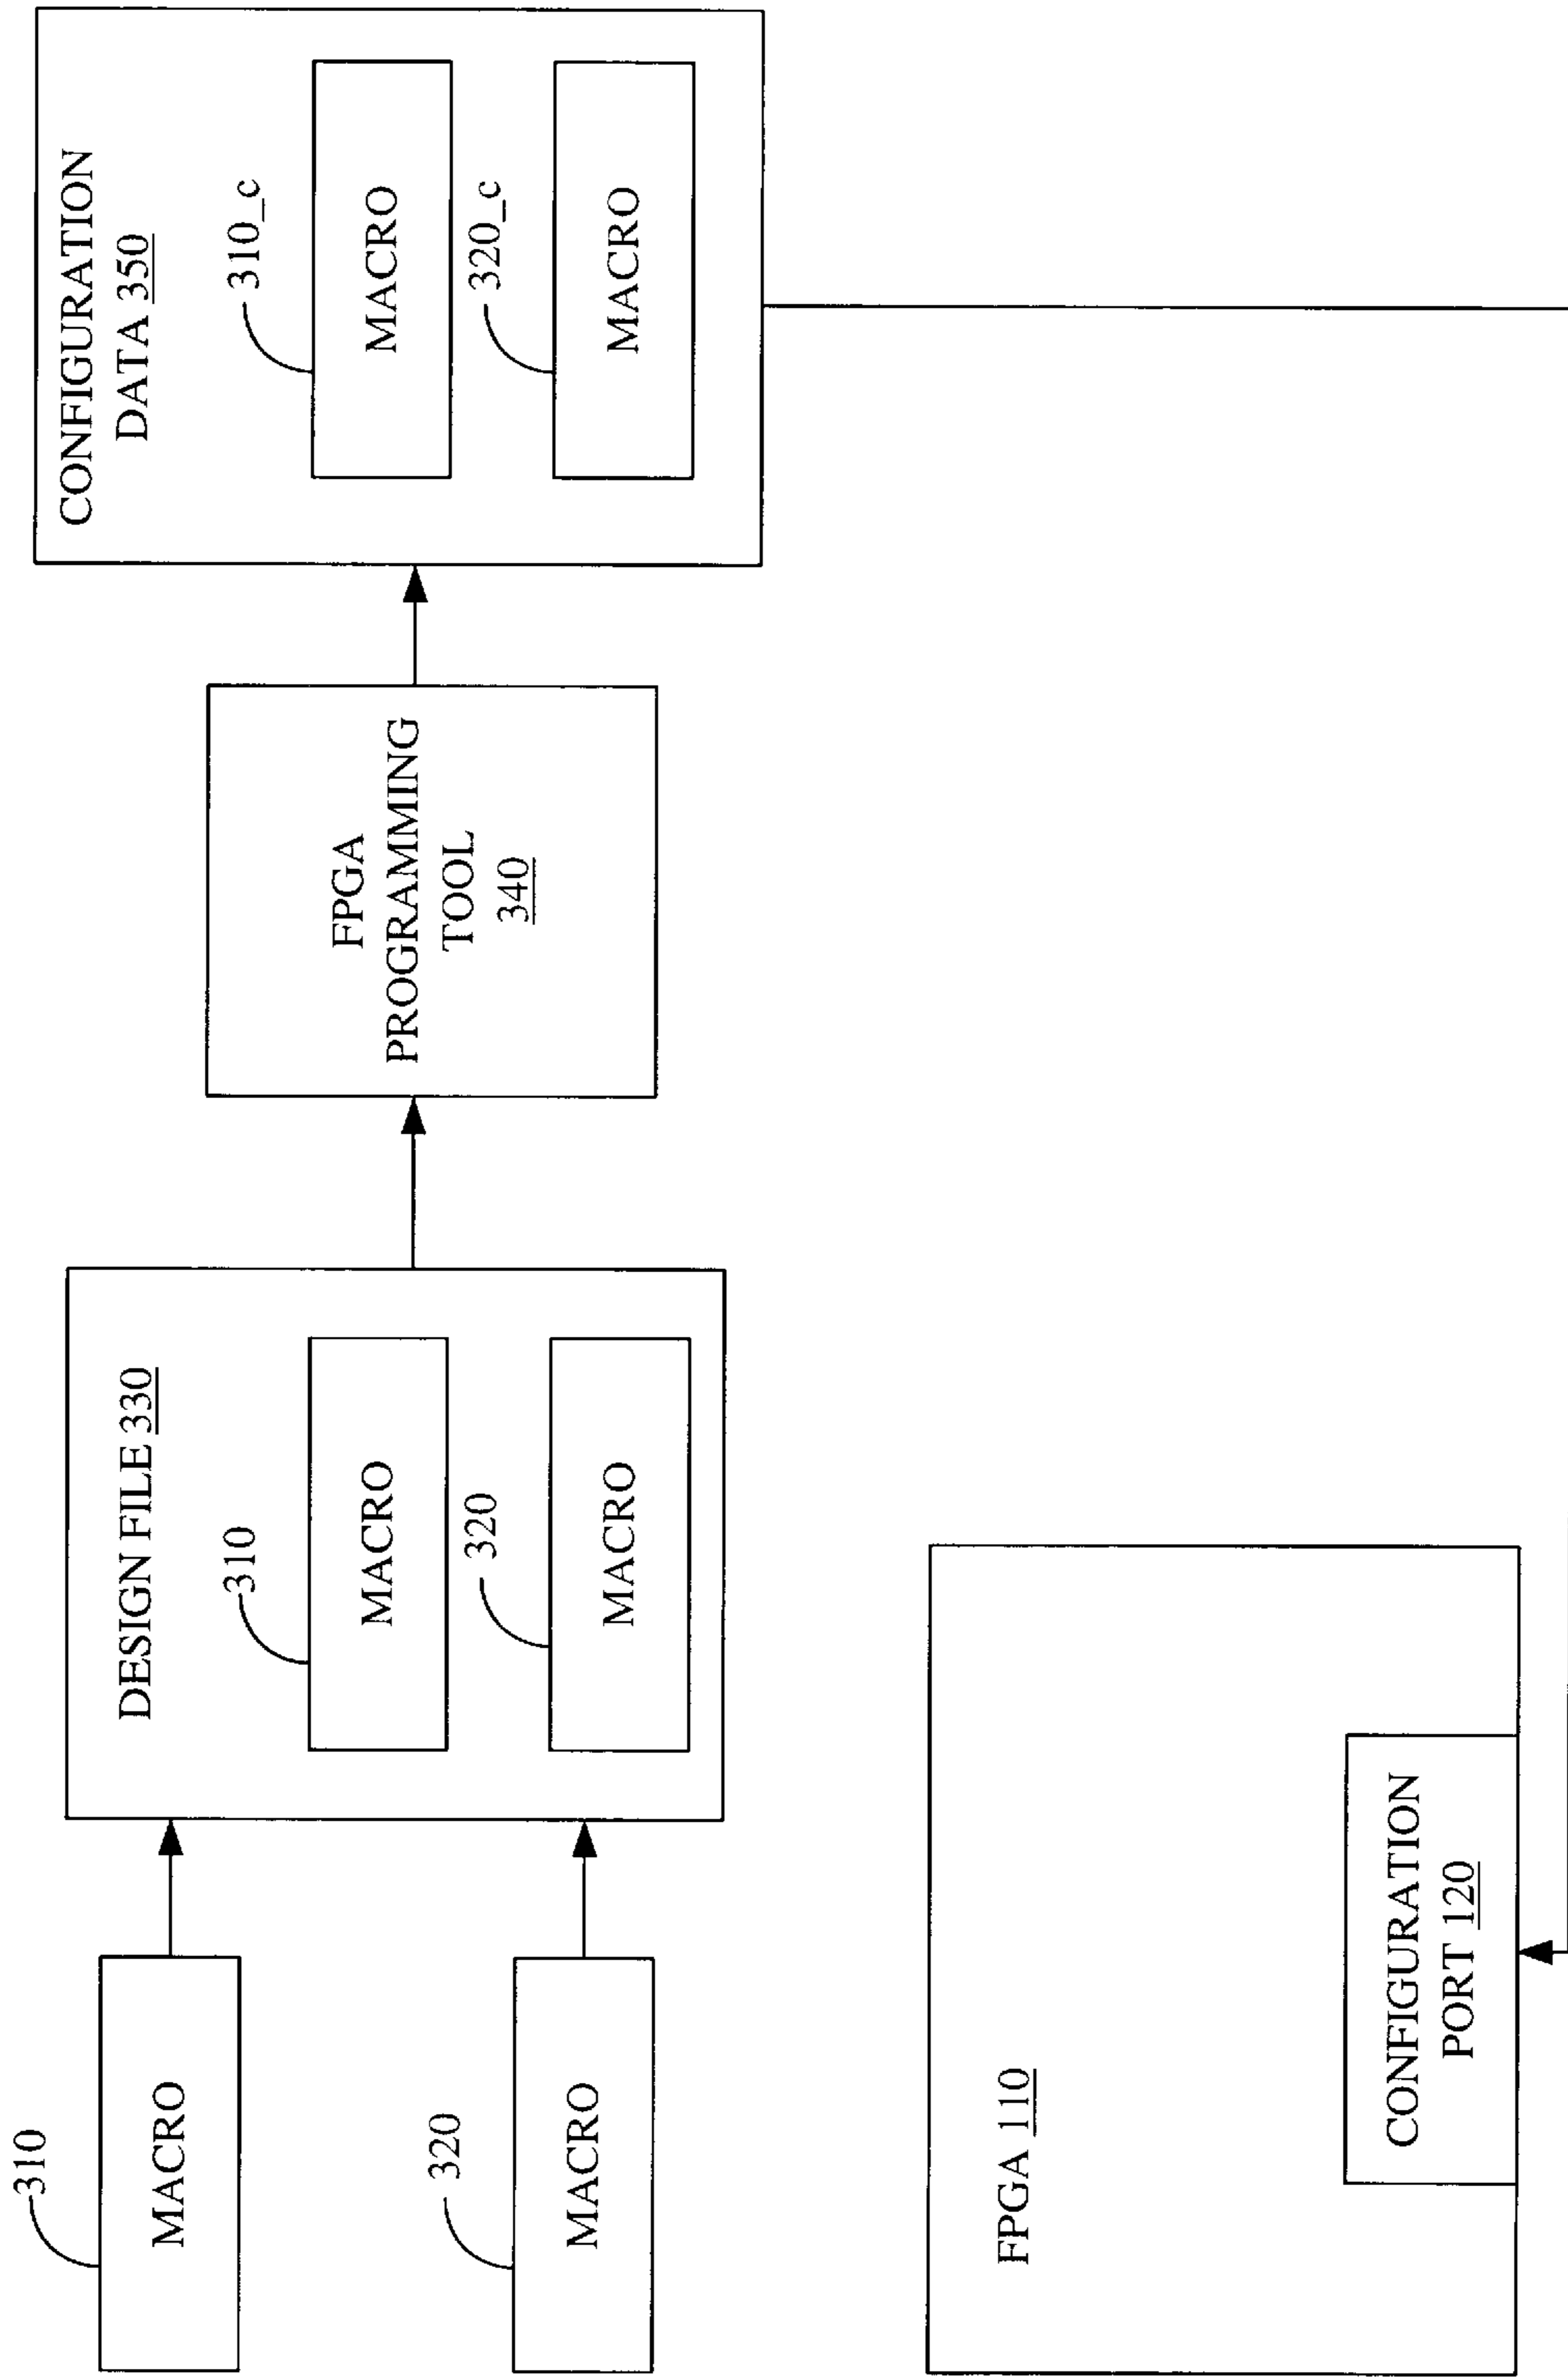 310
MACRO
320
MACRO
DESIGN FILE 330
310
MACRO
320
MACRO
FPGA
PROGRAMMING
TOOL
340
CONFIGURATION
DATA 350
310_c
MACRO
320_c
MACRO
FPGA 110
CONFIGURATION
PORT 120